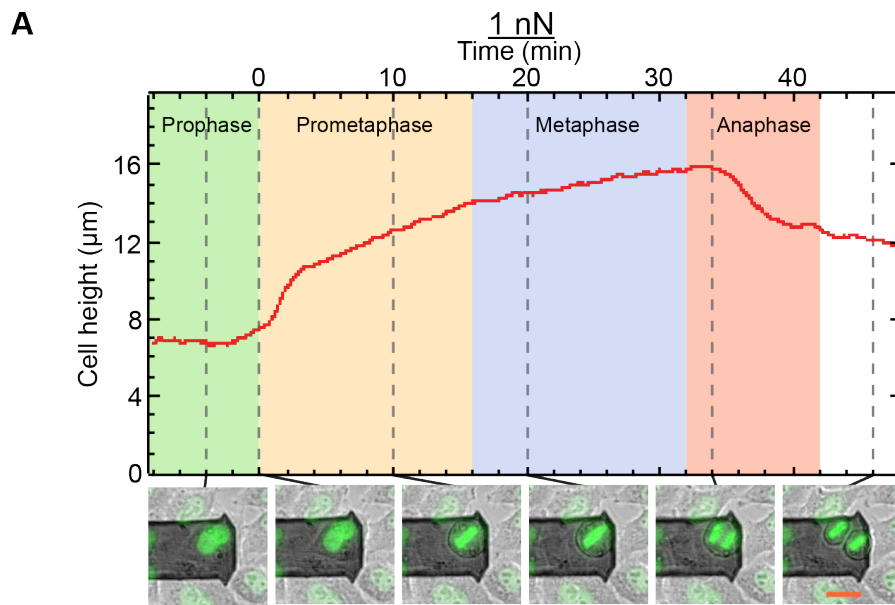 A
1 nN
Time (min)
0 10 20 30 40
Prophase Prometaphase Metaphase Anaphase
16
12
8
4
0
Cell height (μm)